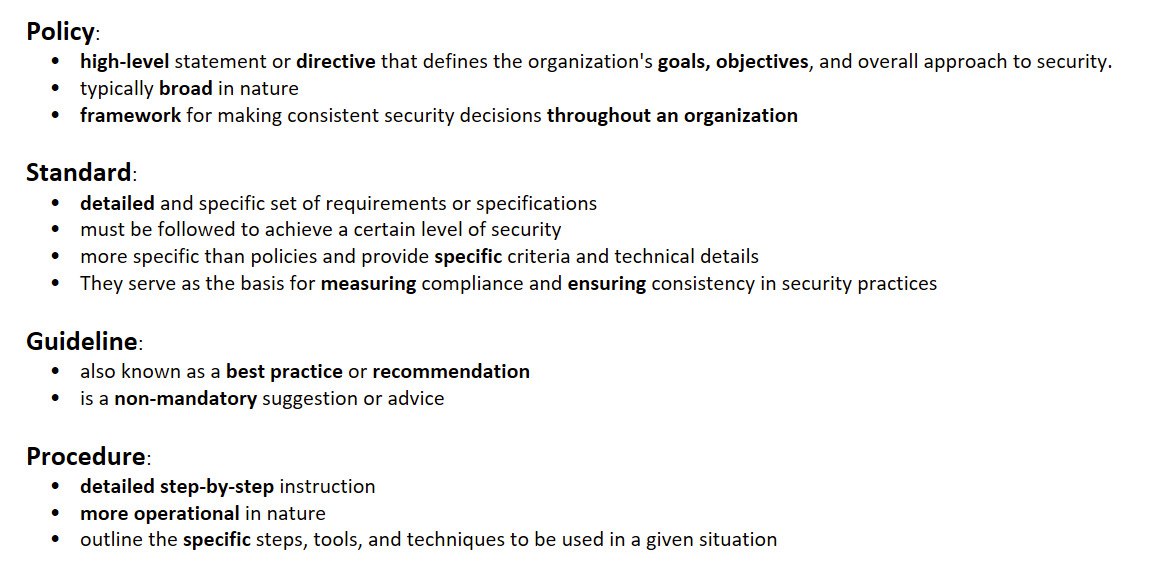 Policy:
• high-level statement or directive that defines the organization's goals, objectives, and overall approach to security.
• typically broad in nature
• framework for making consistent security decisions throughout an organization
Standard:
• detailed and specific set of requirements or specifications
• must be followed to achieve a certain level of security
• more specific than policies and provide specific criteria and technical details
• They serve as the basis for measuring compliance and ensuring consistency in security practices
Guideline:
• also known as a best practice or recommendation
• is a non-mandatory suggestion or advice
Procedure:
• detailed step-by-step instruction
• more operational in nature
• outline the specific steps, tools, and techniques to be used in a given situation